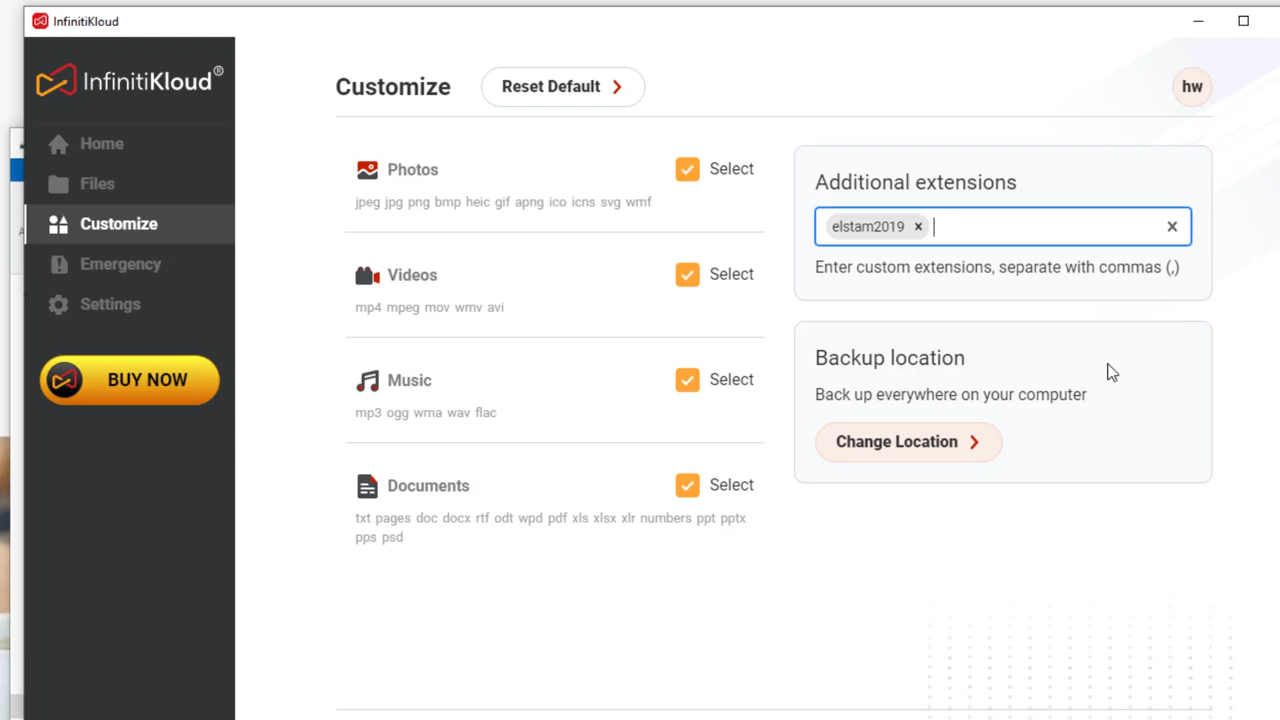 InfinitiKloud
InfinitiKloud®
Home
Files
Customize
Emergency
Settings
BUY NOW
Customize
Reset Default
hw
Photos
Select
jpeg jpg png bmp heic gif apng ico icns svg wmf
Videos
Select
mp4 mpeg mov wmv avi
Music
Select
mp3 ogg wma wav flac
Documents
Select
txt pages doc docx rtf odt wpd pdf xls xlsx xlr numbers ppt pptx
pps psd
Additional extensions
elstam2019
Enter custom extensions, separate with commas (,)
Backup location
Back up everywhere on your computer
Change Location